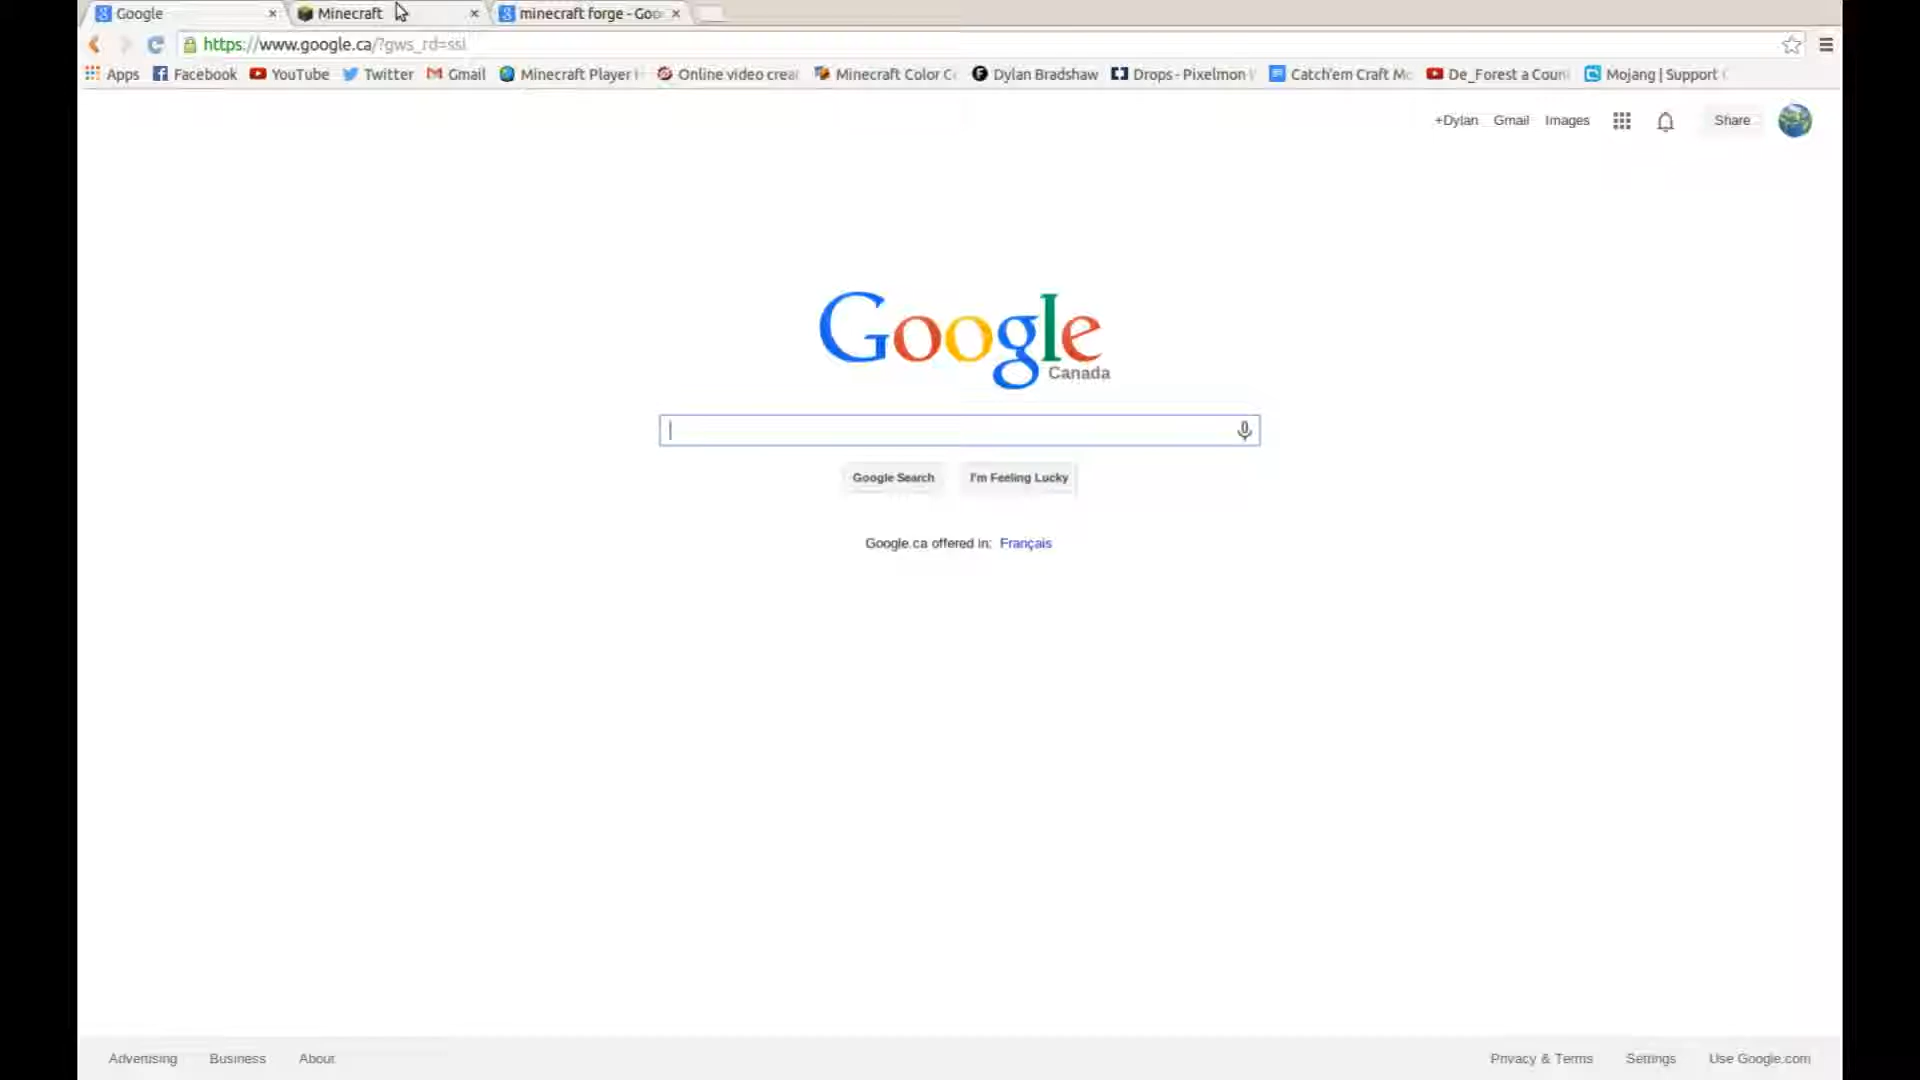 Google
Minecraft
minecraft forge - Goo
https://www.google.ca/?gws_rd=ssl
Apps
Facebook
YouTube
Twitter
Gmail
Minecraft Player
Online video crea
Minecraft Color C
Dylan Bradshaw
Drops - Pixelmon
Catch'em Craft Mo
De_Forest a Coun
Mojang | Support
+Dylan
Gmail
Images
Share
Google
Canada
Google Search
I'm Feeling Lucky
Google.ca offered in: Français
Advertising
Business
About
Privacy & Terms
Settings
Use Google.com